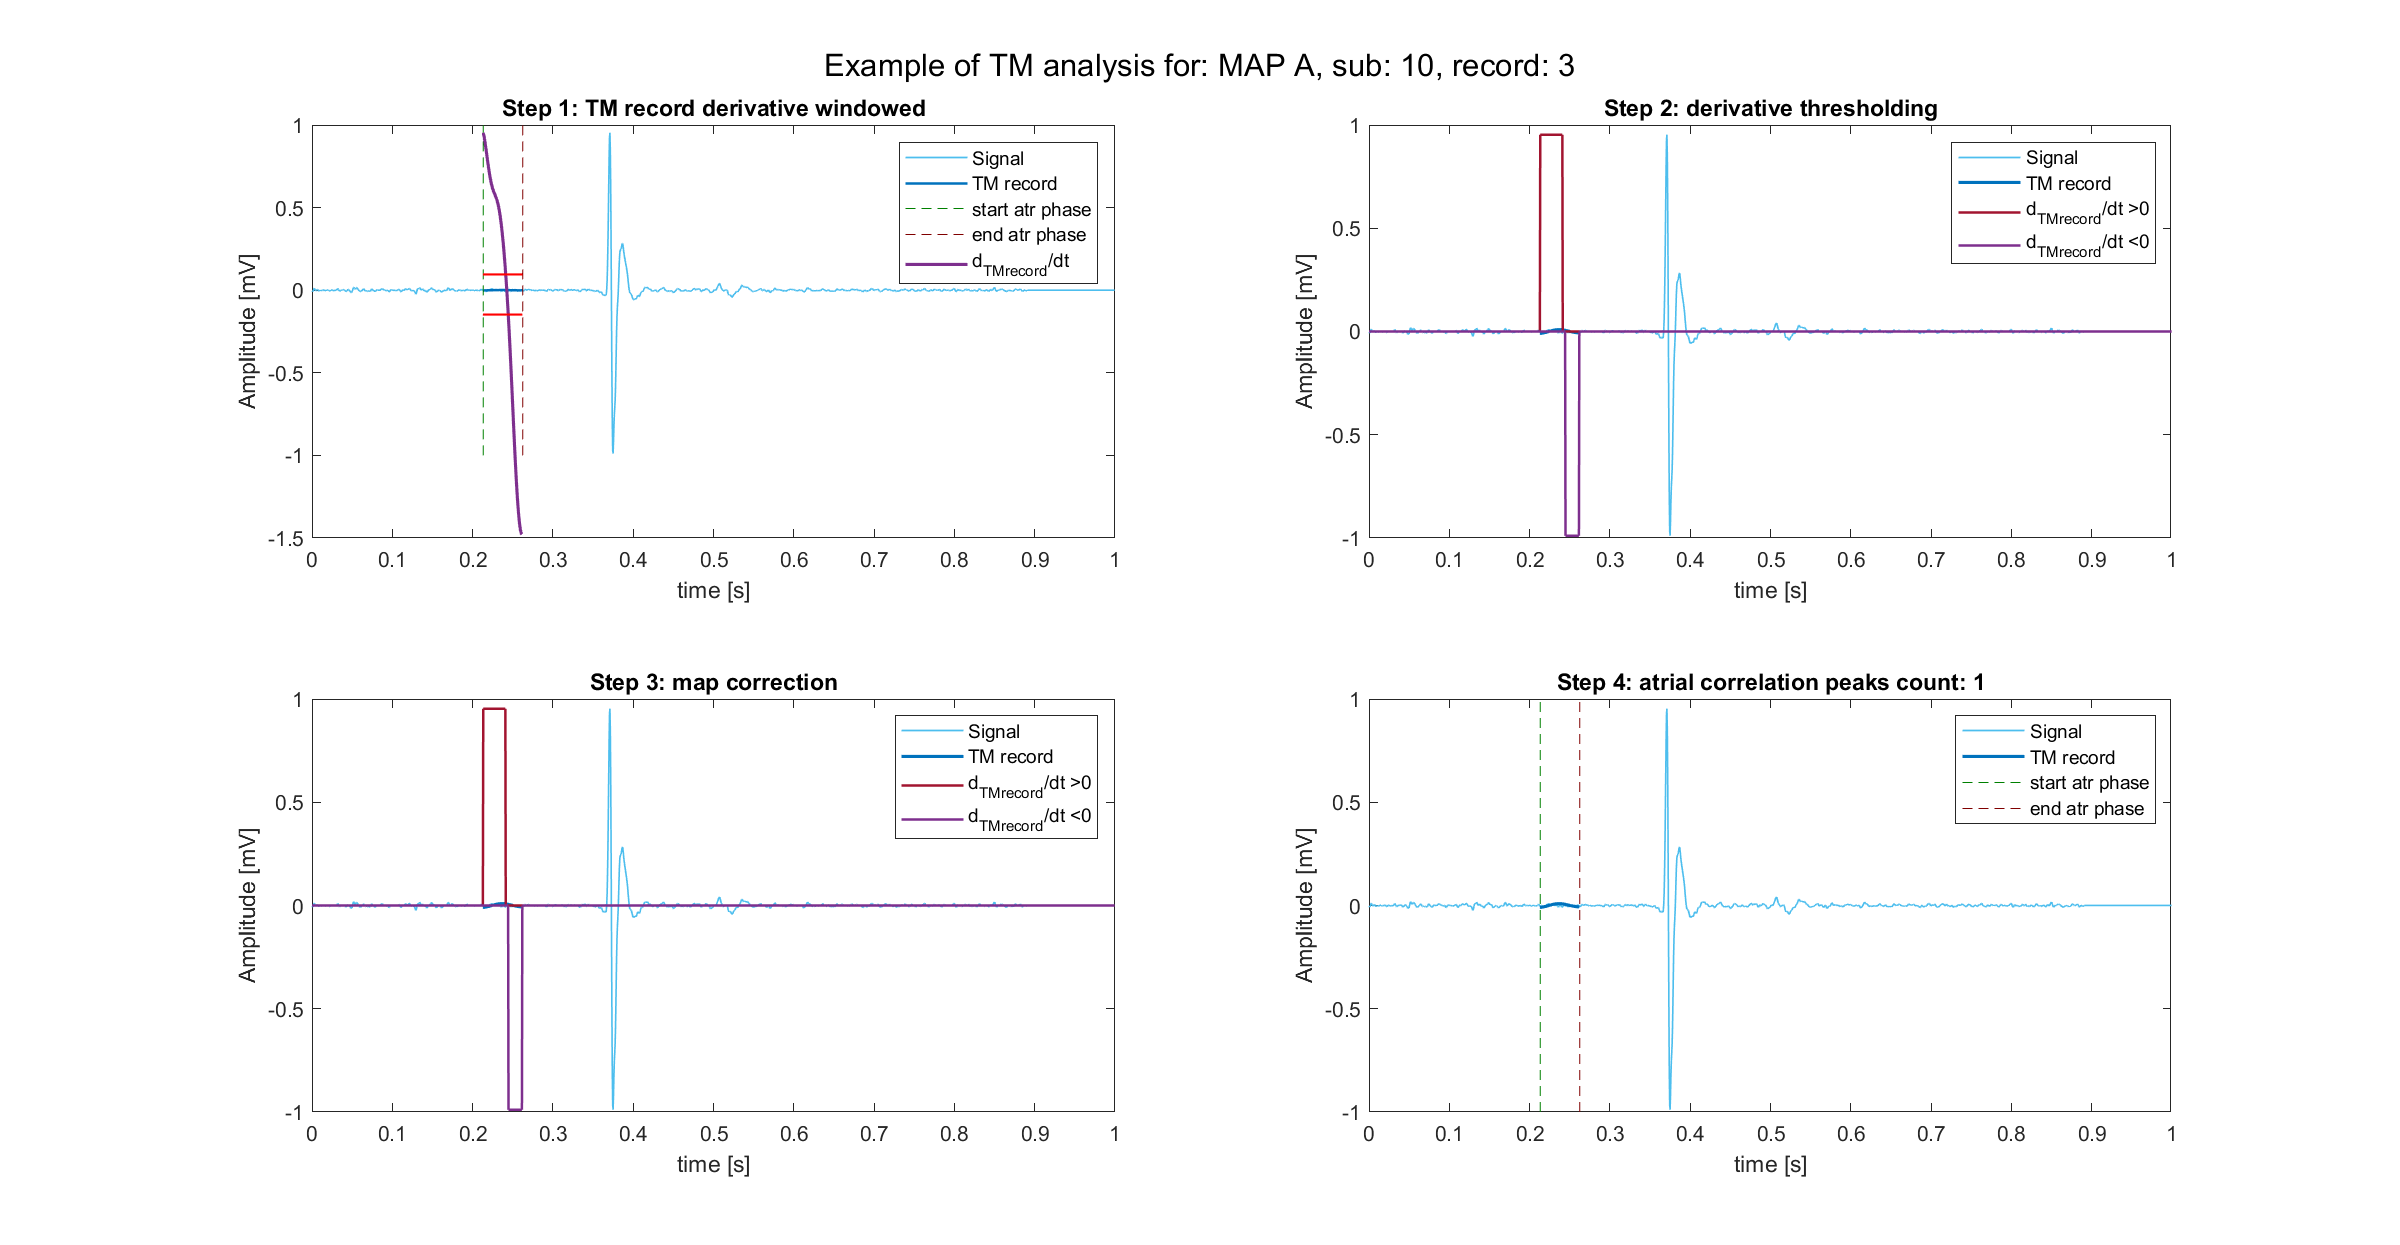 Example of TM analysis for: MAP A, sub: 10, record: 3
Step 1: TM record derivative windowed
1
0.5
0
-0.5
-1
-1.5
Amplitude [mV]
0 0.1 0.2 0.3 0.4 0.5 0.6 0.7 0.8 0.9 1
time [s]
Signal
TM record
start atr phase
end atr phase
dTMrecord/dt
Step 2: derivative thresholding
1
0.5
0
-0.5
-1
Amplitude [mV]
0 0.1 0.2 0.3 0.4 0.5 0.6 0.7 0.8 0.9 1
time [s]
Signal
TM record
dTMrecord/dt >0
dTMrecord/dt <0
Step 3: map correction
1
0.5
0
-0.5
-1
Amplitude [mV]
0 0.1 0.2 0.3 0.4 0.5 0.6 0.7 0.8 0.9 1
time [s]
Signal
TM record
dTMrecord/dt >0
dTMrecord/dt <0
Step 4: atrial correlation peaks count: 1
1
0.5
0
-0.5
-1
Amplitude [mV]
0 0.1 0.2 0.3 0.4 0.5 0.6 0.7 0.8 0.9 1
time [s]
Signal
TM record
start atr phase
end atr phase